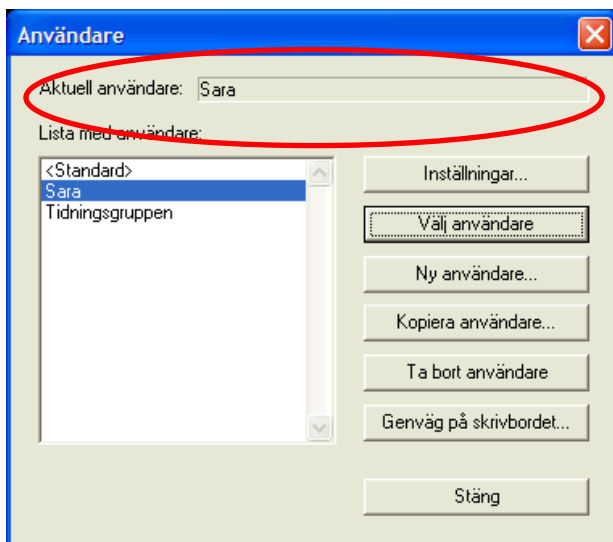 Användare
Aktuell användare: Sara
Lista med användare:
<Standard>
Sara
Tidningsgruppen
Inställningar...
Välj användare
Ny användare...
Kopiera användare...
Ta bort användare
Genväg på skrivbordet...
Stäng